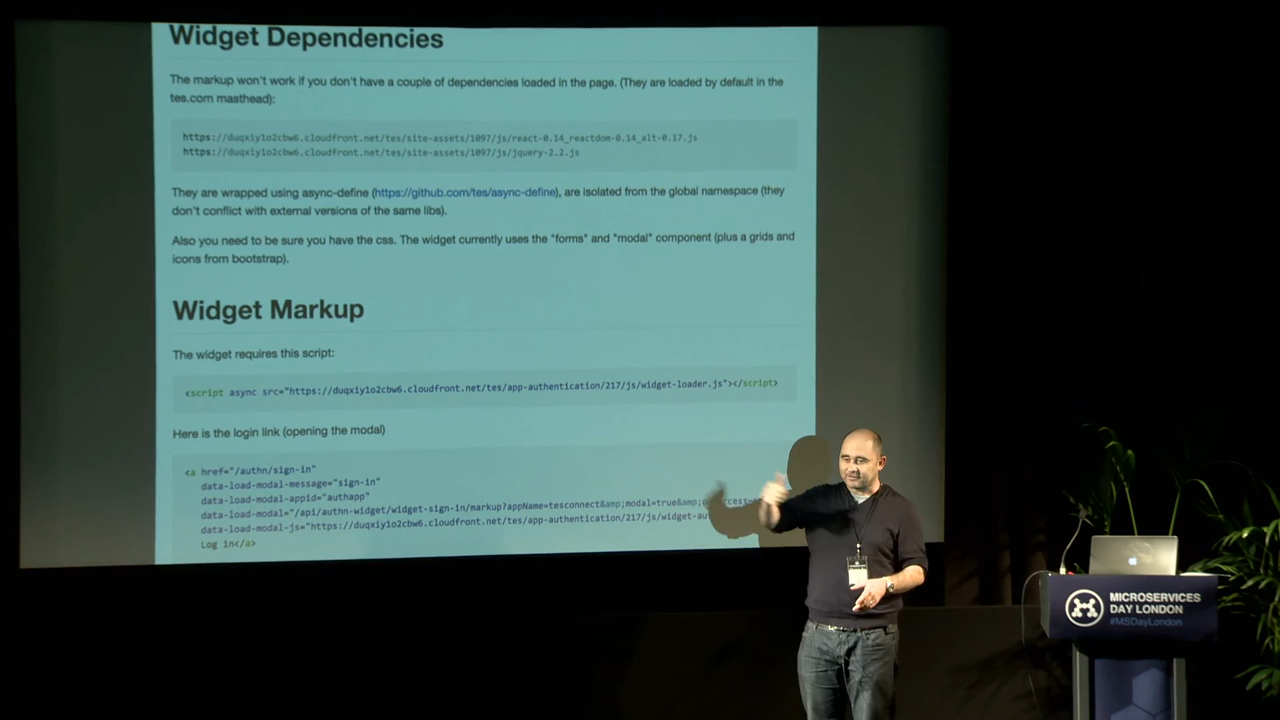 Widget Dependencies
The markup won't work if you don't have a couple of dependencies loaded in the page. (They are loaded by default in the
tes.com masthead):
https://duqxiy1o2cbw6.cloudfront.net/tes/site-assets/1097/js/react-0.14_reactdom-0.14_alt-0.17.js
https://duqxiy1o2cbw6.cloudfront.net/tes/site-assets/1097/js/jquery-2.2.js
They are wrapped using async-define (https://github.com/tes/async-define), are isolated from the global namespace (they
don't conflict with external versions of the same libs).
Also you need to be sure you have the css. The widget currently uses the "forms" and "modal" component (plus a grids and
icons from bootstrap).
Widget Markup
The widget requires this script:
<script async src="https://duqxiy1o2cbw6.cloudfront.net/tes/app-authentication/217/js/widget-loader.js"></script>
Here is the login link (opening the modal)
<a href="/authn/sign-in"
data-load-modal-message="sign-in"
data-load-modal-appid="authapp"
data-load-modal="/api/authn-widget/widget-sign-in/markup?appName=tesconnect&amp;modal=true&amp;
data-load-modal-js="https://duqxiy1o2cbw6.cloudfront.net/tes/app-authentication/217/js/widget-au
Log in</a>
MICROSERVICES
DAY LONDON
#MSDayLondon